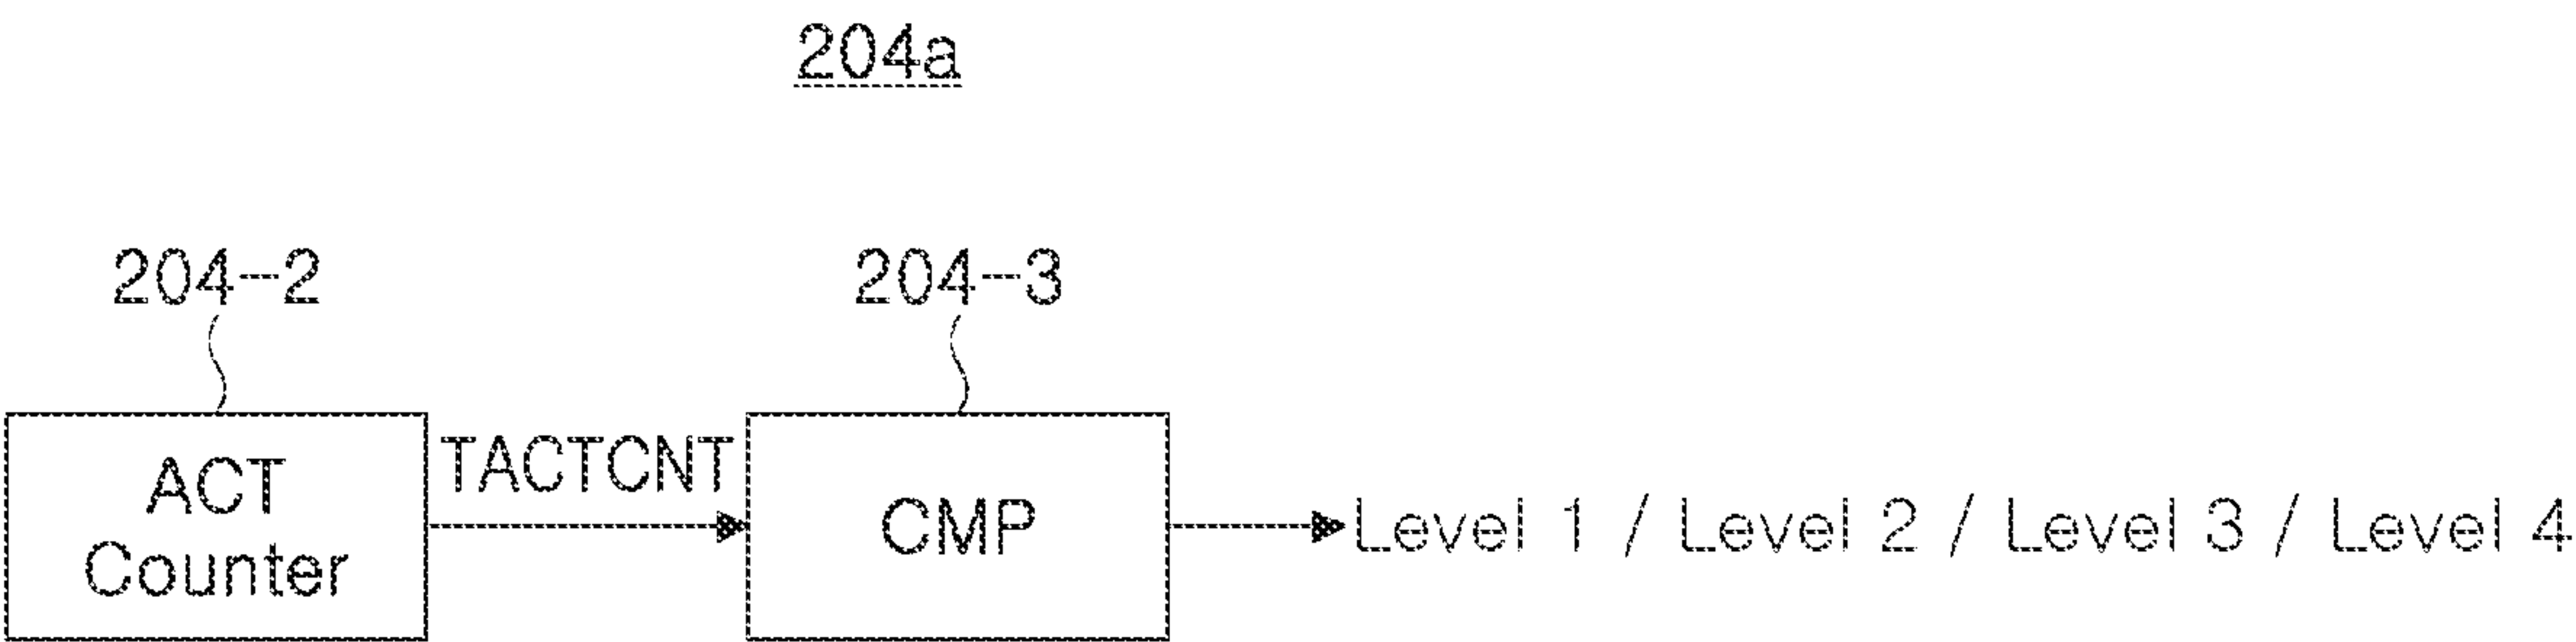 204a
204-2
204-3
ACT
Counter
TACTCNT
CMP
Level 1 / Level 2 / Level 3 / Level 4